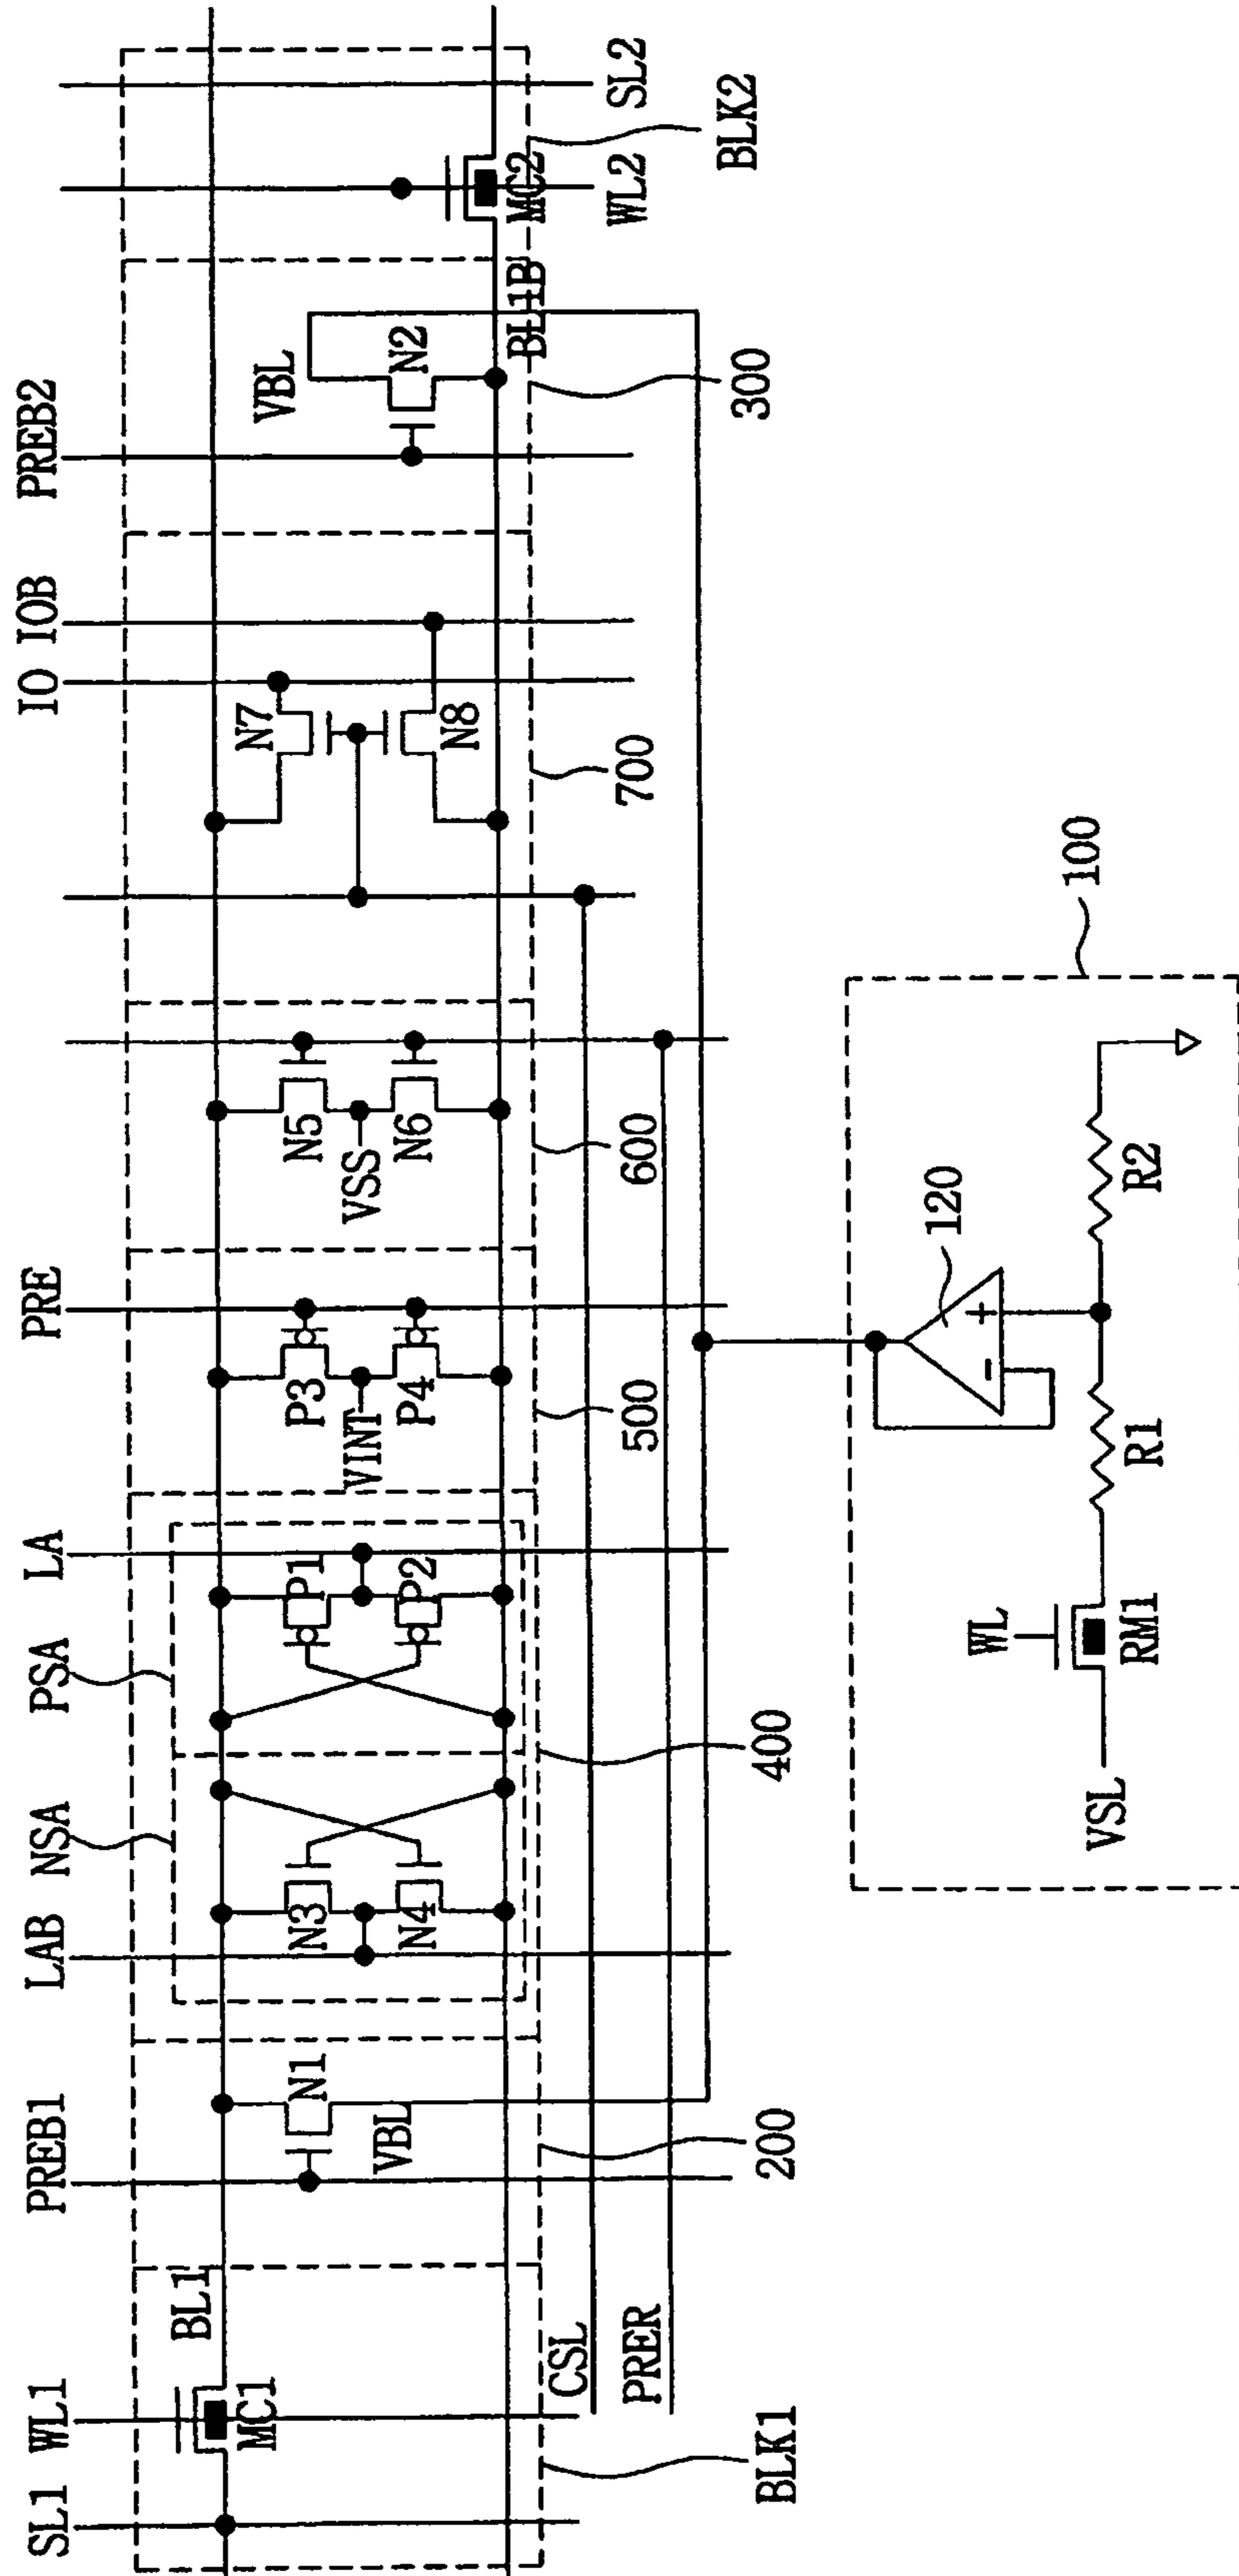 SL1
WL1
PREB1
LAB
NSA
PSA
LA
PRE
IO
IOB
PREB2
BL1
MC1
N1
VBL
N3
N4
P1
P2
P3
VINT
P4
N5
VSS
N6
N7
N8
VBL
N2
BL1B
MC2
WL2
SL2
CSL
PRER
BLK1
200
400
500
600
700
300
BLK2
100
120
WL
VSL
RM1
R1
R2
-
+